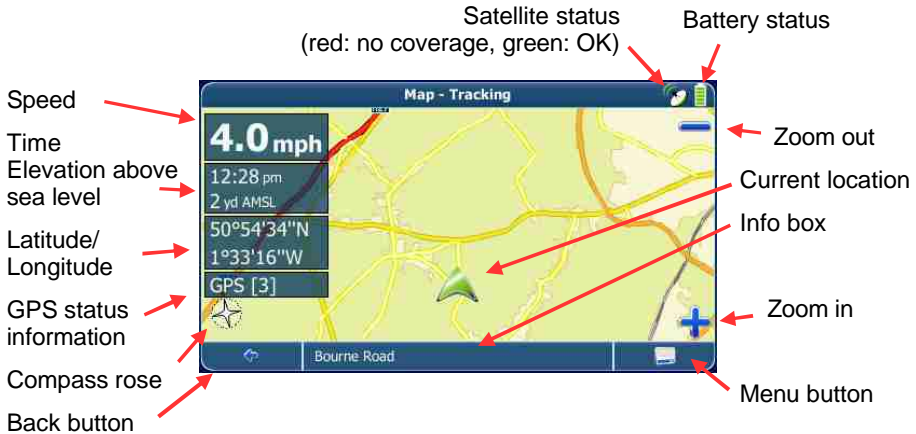 Satellite status
(red: no coverage, green: OK)
Battery status
Speed
Time
Elevation above
sea level
Latitude/
Longitude
GPS status
information
Compass rose
Back button
Map - Tracking
4.0 mph
12:28 pm
2 yd AMSL
50°54'34"N
1°33'16"W
GPS [3]
Bourne Road
Zoom out
Current location
Info box
Zoom in
Menu button